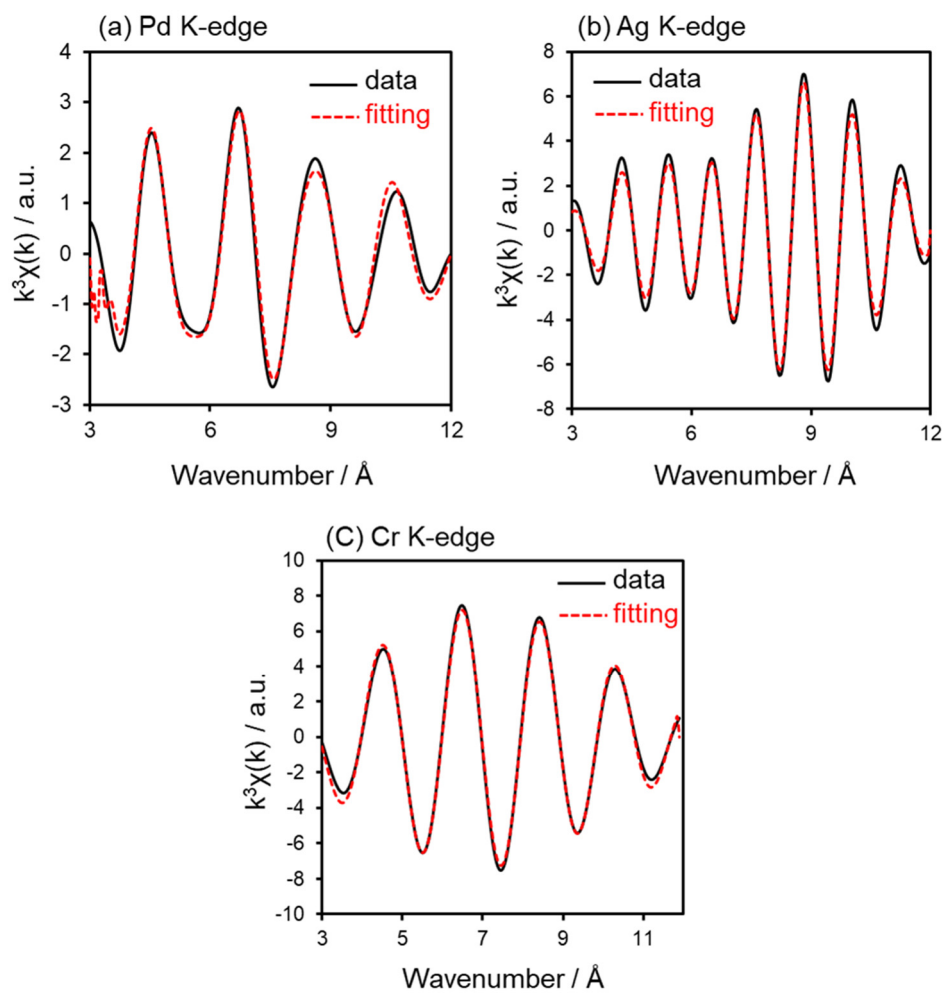 (a) Pd K-edge
4
3
2
1
0
-1
-2
-3
data
fitting
k³χ(k) / a.u.
3
6
9
12
Wavenumber / Å
(b) Ag K-edge
8
6
4
2
0
-2
-4
-6
-8
data
fitting
k³χ(k) / a.u.
3
6
9
12
Wavenumber / Å
(C) Cr K-edge
10
8
6
4
2
0
-2
-4
-6
-8
-10
data
fitting
k³χ(k) / a.u.
3
5
7
9
11
Wavenumber / Å